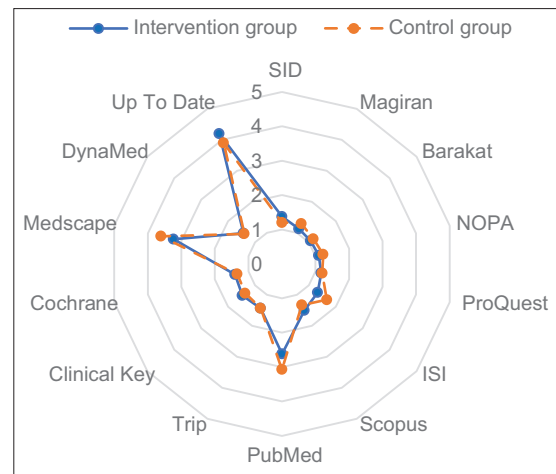 Intervention group Control group
SID
Up To Date Magiran
DynaMed Barakat
Medscape NOPA
Cochrane ProQuest
Clinical Key ISI
Trip Scopus
PubMed
5
4
3
2
1
0